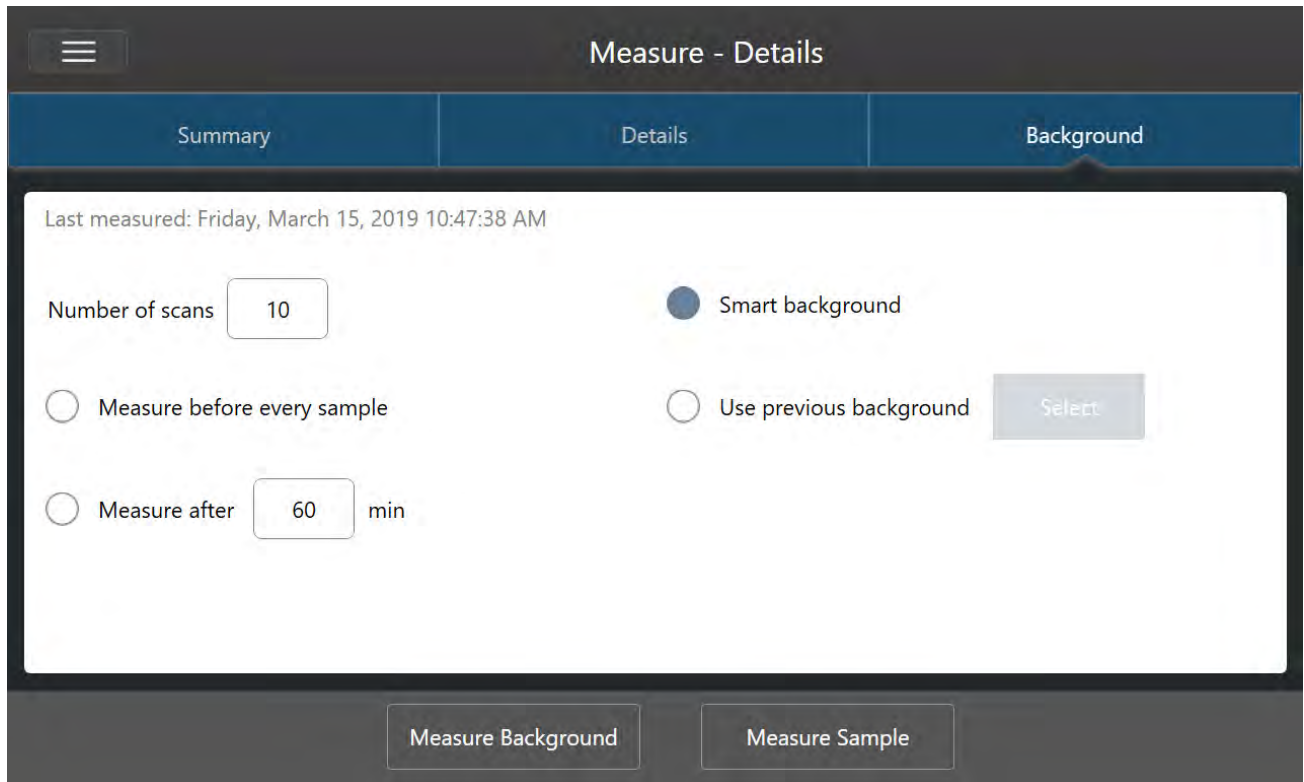 Measure - Details
Summary
Details
Background
Last measured: Friday, March 15, 2019 10:47:38 AM
Number of scans 10
Smart background
Measure before every sample
Use previous background Select
Measure after 60 min
Measure Background
Measure Sample